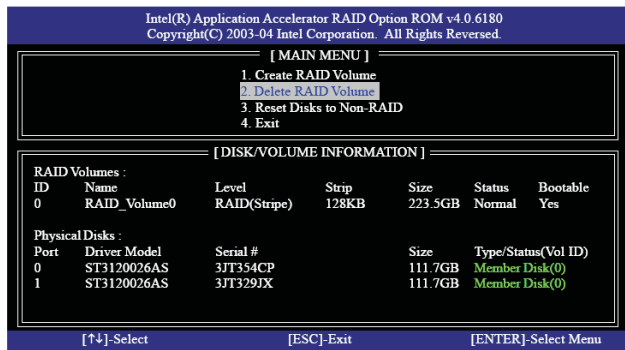 Intel(R) Application Accelerator RAID Option ROM v4.0.6180
Copyright(C) 2003-04 Intel Corporation. All Rights Reversed.
[ MAIN MENU ]
1. Create RAID Volume
2. Delete RAID Volume
3. Reset Disks to Non-RAID
4. Exit
[ DISK/VOLUME INFORMATION ]
RAID Volumes :
ID Name Level Strip Size Status Bootable
0 RAID_Volume0 RAID(Stripe) 128KB 223.5GB Normal Yes
Physical Disks :
Port Driver Model Serial # Size Type/Status(Vol ID)
0 ST3120026AS 3JT354CP 111.7GB Member Disk(0)
1 ST3120026AS 3JT329JX 111.7GB Member Disk(0)
[↑↓]-Select [ESC]-Exit [ENTER]-Select Menu